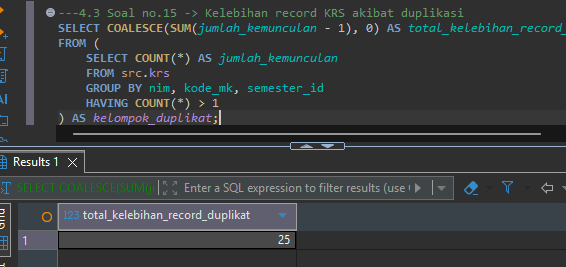 ---4.3 Soal no.15 -> Kelebihan record KRS akibat duplikasi
SELECT COALESCE(SUM(jumlah_kemunculan - 1), 0) AS total_kelebihan_record_
FROM (
SELECT COUNT(*) AS jumlah_kemunculan
FROM src.krs
GROUP BY nim, kode_mk, semester_id
HAVING COUNT(*) > 1
) AS kelompok_duplikat;
Results 1
SELECT COALESCE(SUM(j
Enter a SQL expression to filter results (use
123 total_kelebihan_record_duplikat
1
25